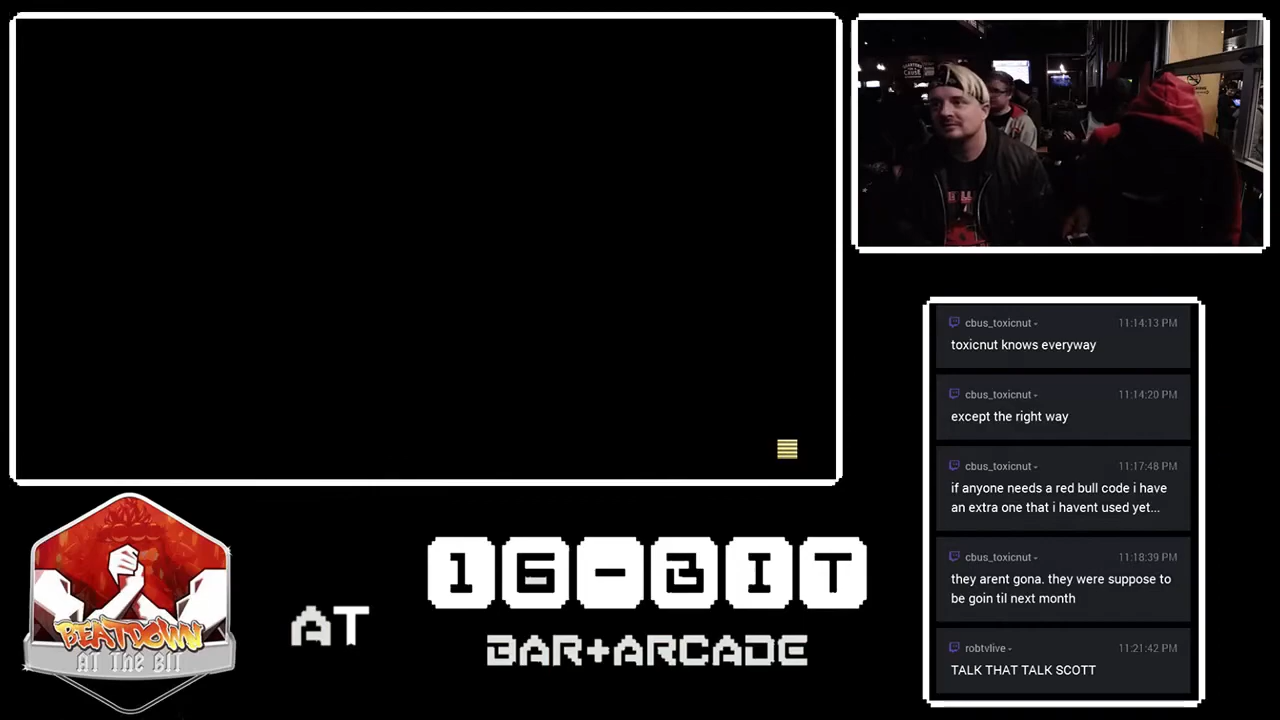 cbus_toxicnut - 11:14:13 PM
toxicnut knows everyway
cbus_toxicnut - 11:14:20 PM
except the right way
cbus_toxicnut - 11:17:48 PM
if anyone needs a red bull code i have
an extra one that i havent used yet...
cbus_toxicnut - 11:18:39 PM
they arent gona. they were suppose to
be goin til next month
robtvlive - 11:21:42 PM
TALK THAT TALK SCOTT
BEATDOWN
AT THE BIT
AT
16-BIT
BAR+ARCADE